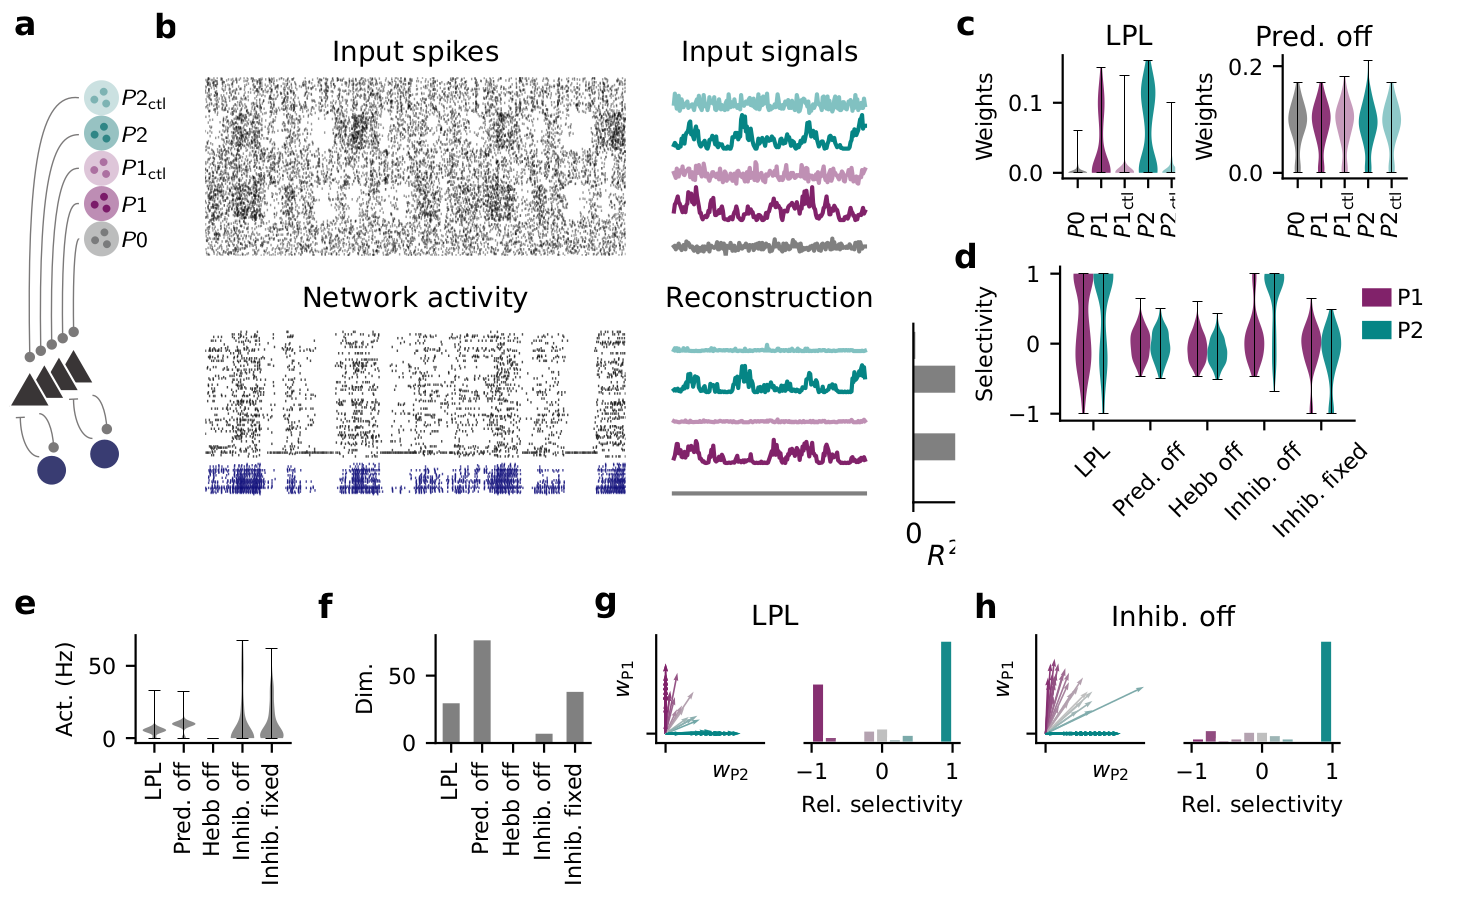 a
P2ctl
P2
P1ctl
P1
P0
b
Input spikes
Input signals
Network activity
Reconstruction
0
R²
c
LPL
Weights
0.1
0.0
P0
P1
P1ctl
P2
P2ctl
Pred. off
Weights
0.2
0.0
P0
P1
P1ctl
P2
P2ctl
d
Selectivity
1
0
−1
LPL
Pred. off
Hebb off
Inhib. off
Inhib. fixed
P1
P2
e
Act. (Hz)
50
0
LPL
Pred. off
Hebb off
Inhib. off
Inhib. fixed
f
Dim.
50
0
LPL
Pred. off
Hebb off
Inhib. off
Inhib. fixed
g
LPL
wP1
wP2
−1
0
1
Rel. selectivity
h
Inhib. off
wP1
wP2
−1
0
1
Rel. selectivity